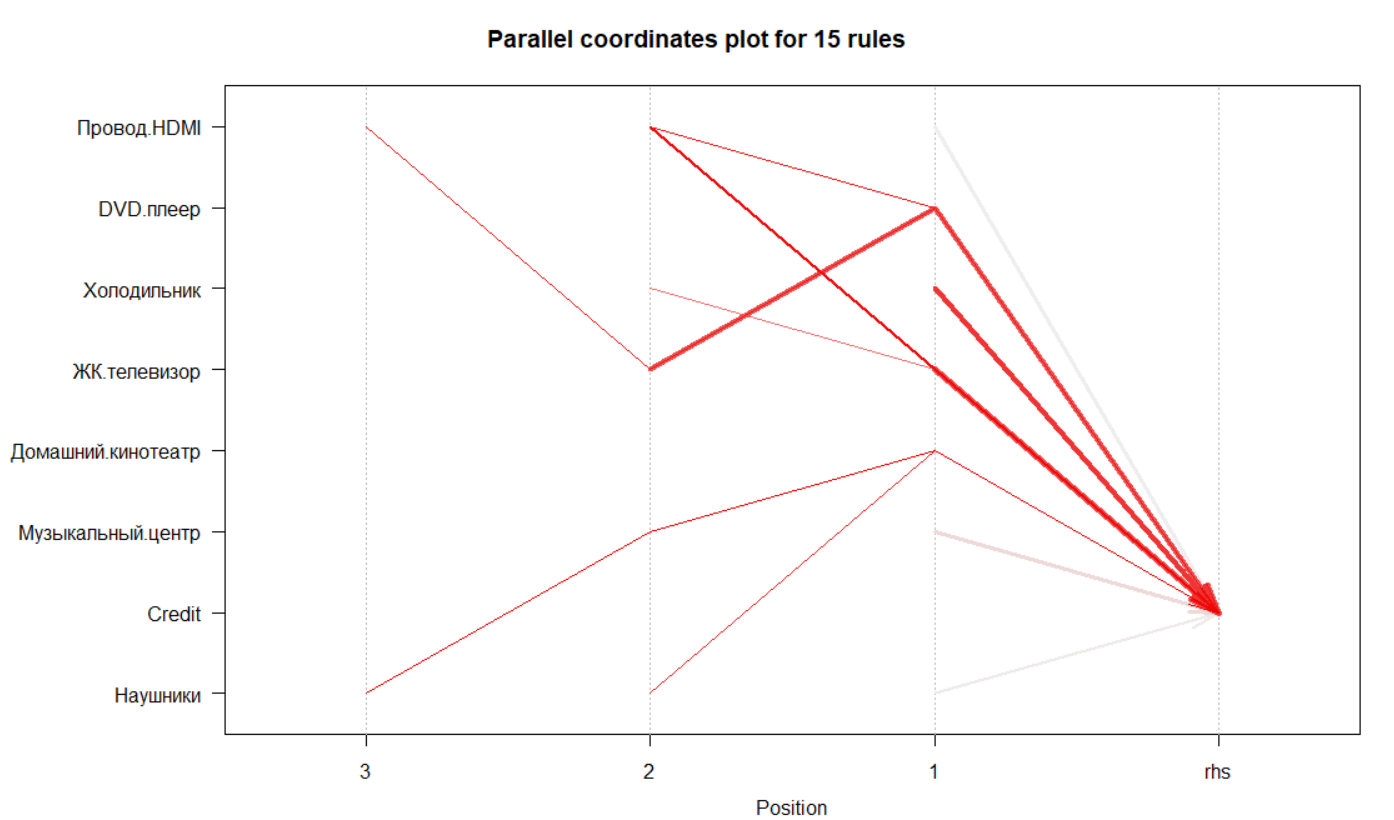 Parallel coordinates plot for 15 rules
Провод.HDMI
DVD.плеер
Холодильник
ЖК.телевизор
Домашний.кинотеатр
Музыкальный.центр
Credit
Наушники
3 2 1 rhs
Position